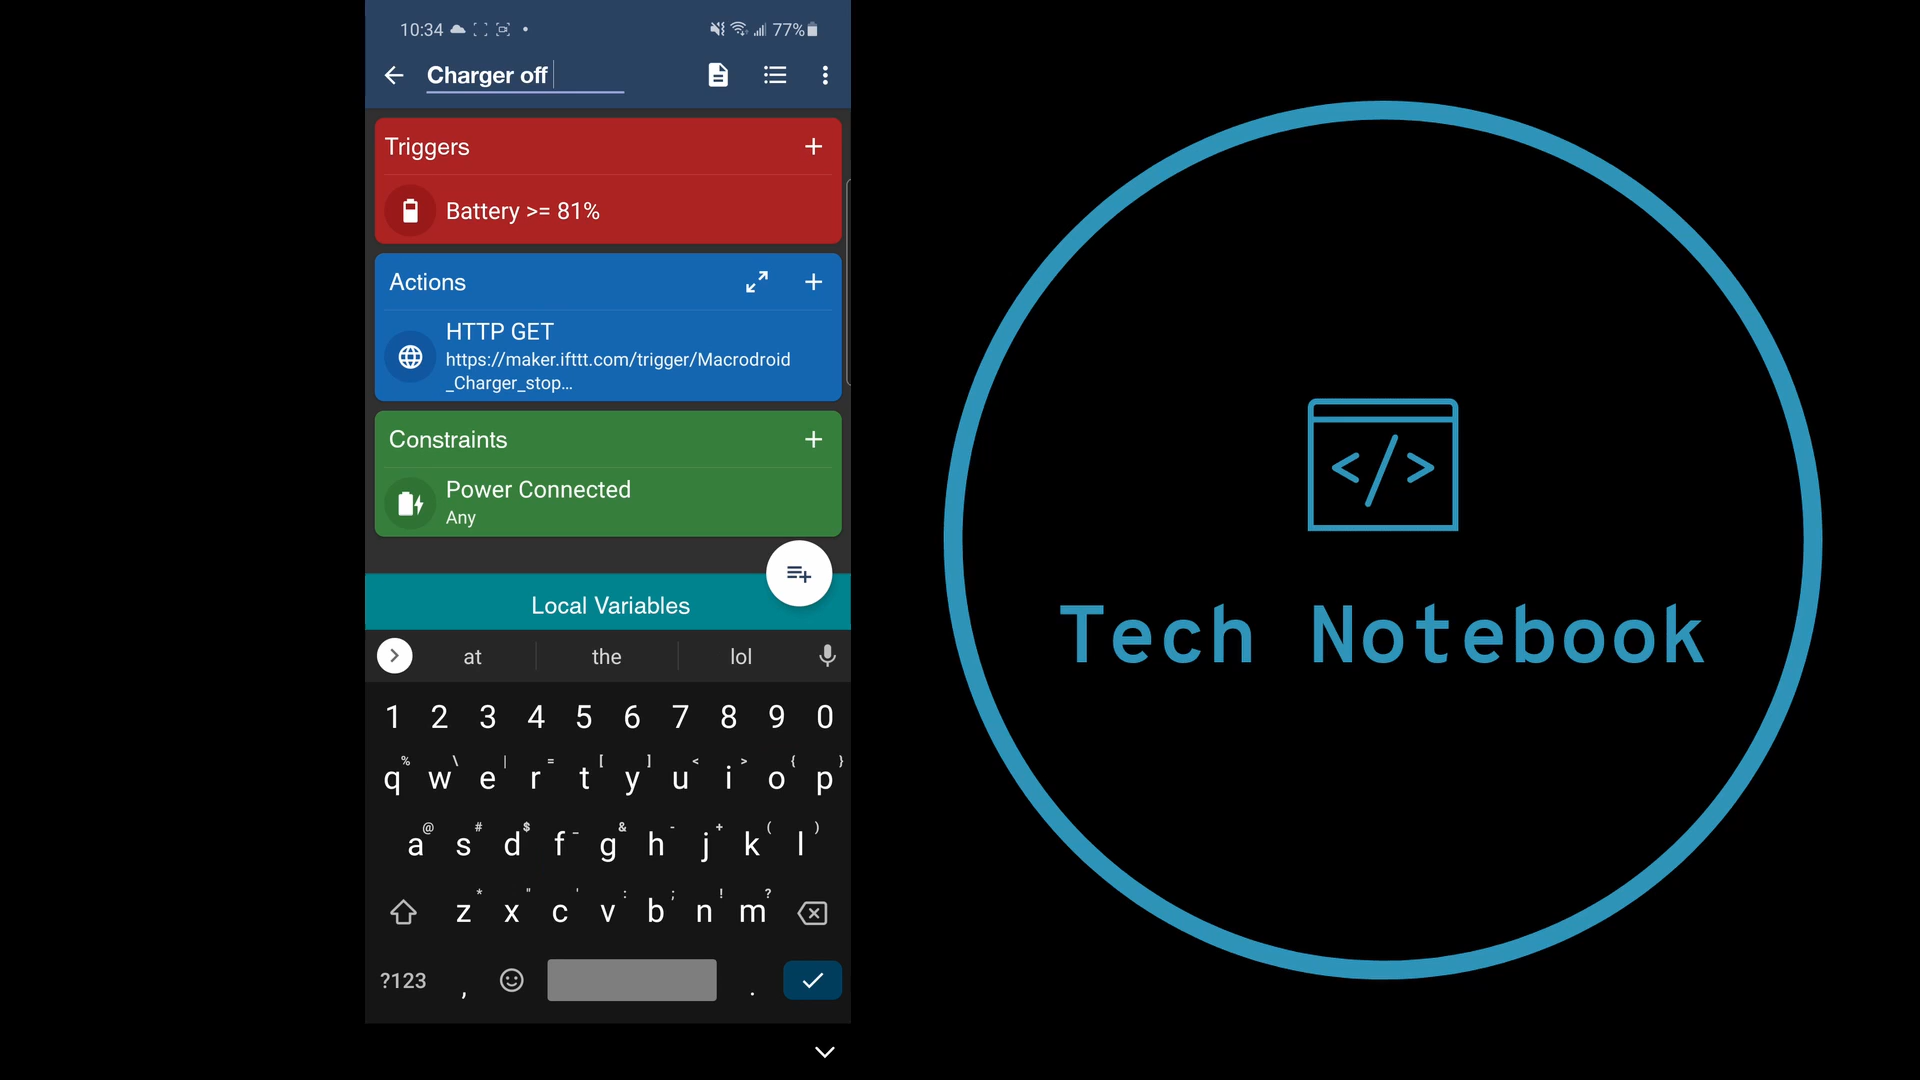 10:34
77%
Charger off
Triggers
+
Battery >= 81%
Actions
+
HTTP GET
https://maker.ifttt.com/trigger/Macrodroid
_Charger_stop...
Constraints
+
Power Connected
Any
Local Variables
at the lol
1 2 3 4 5 6 7 8 9 0
% \ | = [ ] < > { }
q w e r t y u i o p
@ # $ _ & - + ( )
a s d f g h j k l
* " ' : ; ! ?
z x c v b n m
?123 , .
</>
Tech Notebook